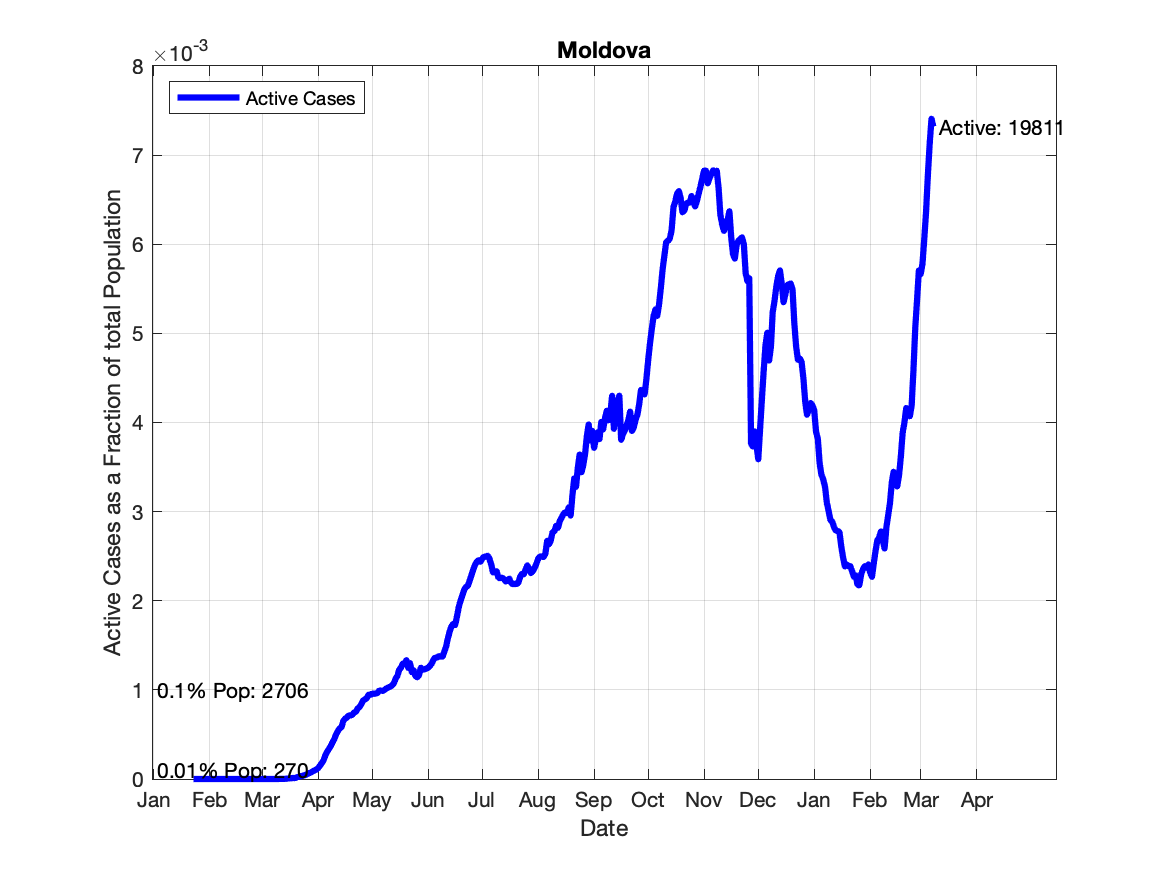 Moldova
×10-3
8
7
6
5
4
3
2
1
0
Active Cases as a Fraction of total Population
Active Cases
Active: 19811
0.1% Pop: 2706
0.01% Pop: 270
Jan Feb Mar Apr May Jun Jul Aug Sep Oct Nov Dec Jan Feb Mar Apr
Date